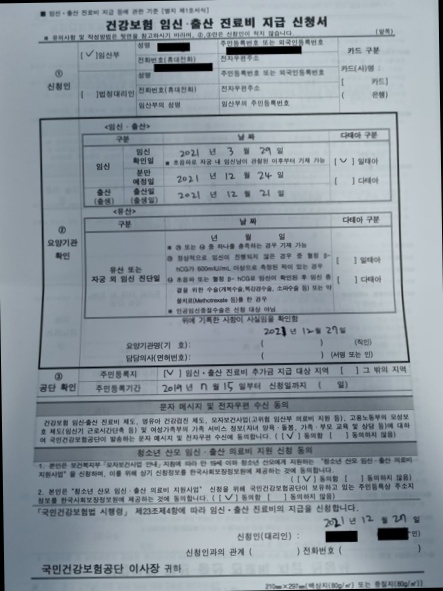 ■ 임신·출산 진료비 지급 등에 관한 기준 [별지 제1호서식]
건강보험 임신·출산 진료비 지급 신청서
※ 유의사항 및 작성방법은 뒷면을 참고하시기 바라며, ②,③란은 신청인이 적지 않습니다. (앞쪽)
① 신청인
[✓]임산부
성명 주민등록번호 또는 외국인등록번호 카드 구분
전화번호(휴대전화) 전자우편주소 카드(사)명 :
[ ]법정대리인
성명 주민등록번호 또는 외국인등록번호 [ 카드]
전화번호(휴대전화) 전자우편주소 ( 은행)
임산부의 성명 임산부의 주민등록번호
② 요양기관 확인
<임신·출산>
구분 날 짜 다태아 구분
임신 임신 확인일 2021 년 3 월 29 일
※ 초음파로 자궁 내 임신낭이 관찰된 이후부터 기재 가능 [✓] 일태아
분만 예정일 2021 년 12 월 24 일 [ ] 다태아
출산 (출생) 출산일 (출생일) 2021 년 12 월 21 일
<유산>
구분 날 짜 다태아 구분
유산 또는 자궁 외 임신 진단일
년 월 일
※ ㉮ 또는 ㉯ 중 하나를 충족하는 경우 기재 가능
㉮ 정상적으로 임신이 진행되지 않은 경우 중 혈청 β-hCG가 600mIU/mL 이상으로 측정된 적이 있는 경우 [ ] 일태아
㉯ 초음파 또는 혈청 β-hCG로 임신이 확인된 후 임신 종결을 위한 수술(개복수술,복강경수술, 소파수술 등) 또는 약물치료(Methotrexate 등)를 한 경우 [ ] 다태아
※ 인공임신중절수술은 신청 대상 아님
위에 기록한 사항이 사실임을 확인함
2021 년 12 월 27 일
요양기관명(기 호): ( ) (직인)
담당의사(면허번호): ( ) (서명 또는 인)
③ 공단 확인
주민등록지 [✓] 임신·출산 진료비 추가금 지급 대상 지역 [ ] 그 밖의 지역
주민등록기간 2019 년 7 월 15 일부터 신청일까지 ( 일)
문자 메시지 및 전자우편 수신 동의
건강보험 임신·출산 진료비 지급 제도, 영유아 건강검진 제도, 모자보건사업(고위험 임산부 의료비 지원 등), 고용노동부의 모성보호 제도(임신기 근로시간단축 등) 및 여성가족부의 가족 서비스 정보(자녀 양육·돌봄, 가족·부모 교육 및 상담 등)에 대하여 국민건강보험공단이 발송하는 문자 메시지 및 전자우편 수신에 동의합니다. ([✓] 동의함 [ ] 동의하지 않음)
청소년 산모 임신·출산 의료비 지원 신청 동의
1. 본인은 보건복지부 「모자보건사업 안내」 지침에 따라 만 19세 이하 청소년 산모에게 지원하는 "청소년 산모 임신·출산 의료비 지원사업"을 신청하며, 이를 위해 상기 신청정보를 한국사회보장정보원에 제공하는 것에 동의합니다. ([✓] 동의함 [ ] 동의하지 않음)
2. 본인은 "청소년 산모 임신·출산 의료비 지원사업" 신청을 위해 국민건강보험공단이 보유하고 있는 주민등록상 주소지 정보를 한국사회보장정보원에 제공하는 것에 동의합니다. ([✓] 동의함 [ ] 동의하지 않음)
「국민건강보험법 시행령」 제23조제4항에 따라 임신·출산 진료비의 지급을 신청합니다.
2021 년 12 월 27 일
신청인(대리인) : 인)
신청인과의 관계 ( ) 전화번호 ( )
국민건강보험공단 이사장 귀하
210㎜×297㎜(백상지(80g/㎡) 또는 중질지(80g/㎡))